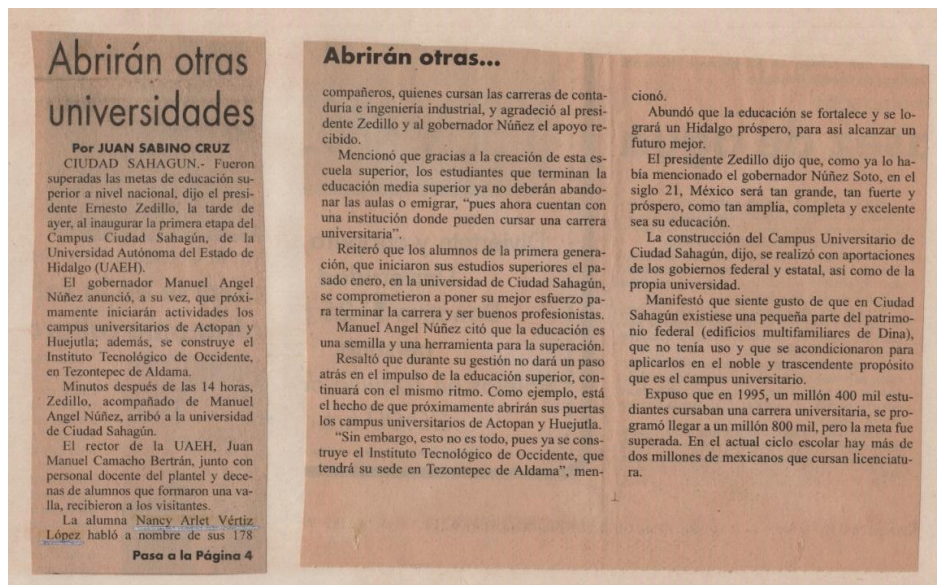 Abrirán otras
universidades
Por JUAN SABINO CRUZ
CIUDAD SAHAGUN.- Fueron
superadas las metas de educación su-
perior a nivel nacional, dijo el presi-
dente Ernesto Zedillo, la tarde de
ayer, al inaugurar la primera etapa del
Campus Ciudad Sahagún, de la
Universidad Autónoma del Estado de
Hidalgo (UAEH).
El gobernador Manuel Angel
Núñez anunció, a su vez, que próxi-
mamente iniciarán actividades los
campus universitarios de Actopan y
Huejutla; además, se construye el
Instituto Tecnológico de Occidente,
en Tezontepec de Aldama.
Minutos después de las 14 horas,
Zedillo, acompañado de Manuel
Angel Núñez, arribó a la universidad
de Ciudad Sahagún.
El rector de la UAEH, Juan
Manuel Camacho Bertrán, junto con
personal docente del plantel y dece-
nas de alumnos que formaron una va-
lla, recibieron a los visitantes.
La alumna Nancy Arlet Vértiz
López habló a nombre de sus 178
Pasa a la Página 4
Abrirán otras...
compañeros, quienes cursan las carreras de conta-
duría e ingeniería industrial, y agradeció al presi-
dente Zedillo y al gobernador Núñez el apoyo re-
cibido.
Mencionó que gracias a la creación de esta es-
cuela superior, los estudiantes que terminan la
educación media superior ya no deberán abando-
nar las aulas o emigrar, “pues ahora cuentan con
una institución donde pueden cursar una carrera
universitaria”.
Reiteró que los alumnos de la primera genera-
ción, que iniciaron sus estudios superiores el pa-
sado enero, en la universidad de Ciudad Sahagún,
se comprometieron a poner su mejor esfuerzo pa-
ra terminar la carrera y ser buenos profesionistas.
Manuel Angel Núñez citó que la educación es
una semilla y una herramienta para la superación.
Resaltó que durante su gestión no dará un paso
atrás en el impulso de la educación superior, con-
tinuará con el mismo ritmo. Como ejemplo, está
el hecho de que próximamente abrirán sus puertas
los campus universitarios de Actopan y Huejutla.
“Sin embargo, esto no es todo, pues ya se cons-
truye el Instituto Tecnológico de Occidente, que
tendrá su sede en Tezontepec de Aldama”, men-
cionó.
Abundó que la educación se fortalece y se lo-
grará un Hidalgo próspero, para así alcanzar un
futuro mejor.
El presidente Zedillo dijo que, como ya lo ha-
bía mencionado el gobernador Núñez Soto, en el
siglo 21, México será tan grande, tan fuerte y
próspero, como tan amplia, completa y excelente
sea su educación.
La construcción del Campus Universitario de
Ciudad Sahagún, dijo, se realizó con aportaciones
de los gobiernos federal y estatal, así como de la
propia universidad.
Manifestó que siente gusto de que en Ciudad
Sahagún existiese una pequeña parte del patrimo-
nio federal (edificios multifamiliares de Dina),
que no tenía uso y que se acondicionaron para
aplicarlos en el noble y trascendente propósito
que es el campus universitario.
Expuso que en 1995, un millón 400 mil estu-
diantes cursaban una carrera universitaria, se pro-
gramó llegar a un millón 800 mil, pero la meta fue
superada. En el actual ciclo escolar hay más de
dos millones de mexicanos que cursan licenciatu-
ra.